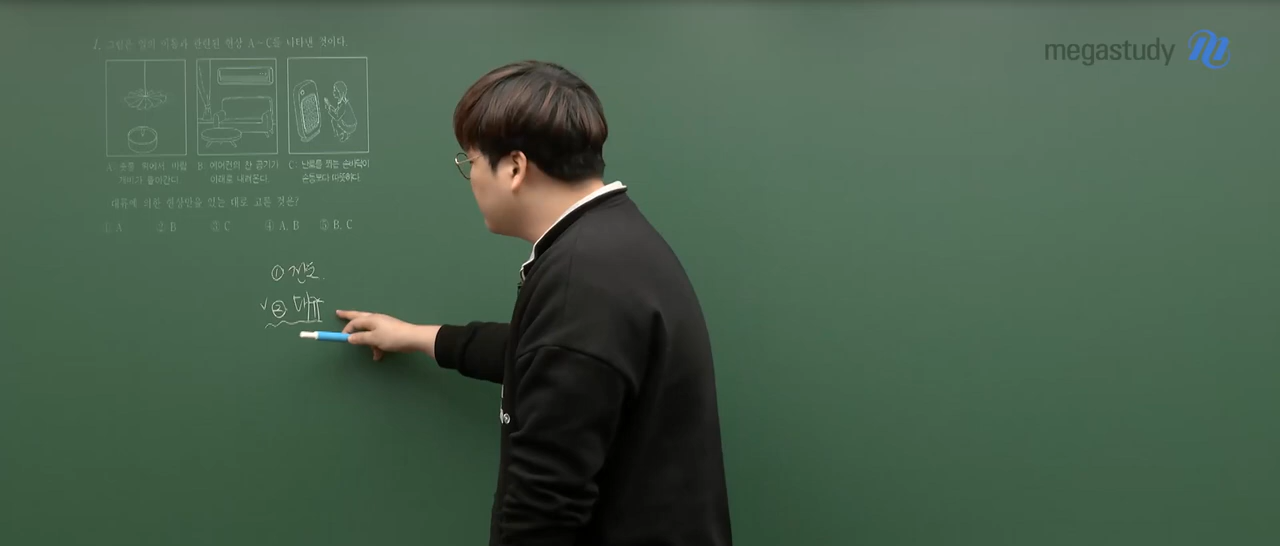 megastudy
1. 그림은 열의 이동과 관련된 현상 A~C를 나타낸 것이다.
A: 촛불 위에서 바람
개비가 돌아간다.
B: 에어컨의 찬 공기가
아래로 내려온다.
C: 난로를 쬐는 손바닥이
손등보다 따뜻하다.
대류에 의한 현상만을 있는 대로 고른 것은?
① A ② B ③ C ④ A, B ⑤ B, C
① 전도.
✓ ② 대류